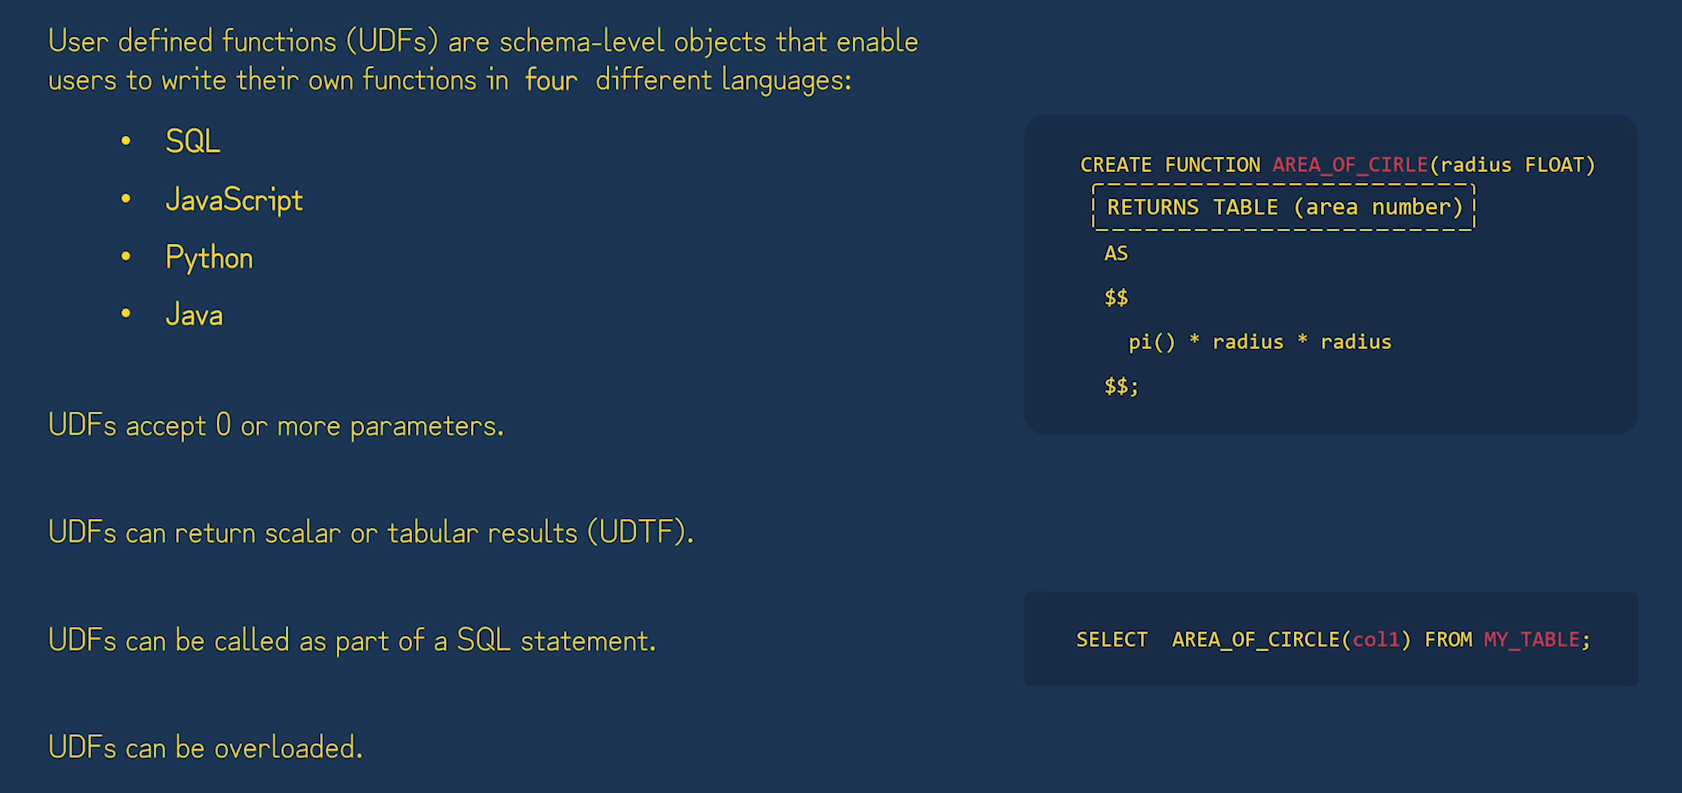 User defined functions (UDFs) are schema-level objects that enable
users to write their own functions in four different languages:
• SQL
• JavaScript
• Python
• Java
UDFs accept 0 or more parameters.
UDFs can return scalar or tabular results (UDTF).
UDFs can be called as part of a SQL statement.
UDFs can be overloaded.
CREATE FUNCTION AREA_OF_CIRLE(radius FLOAT)
RETURNS TABLE (area number)
AS
$$
pi() * radius * radius
$$;
SELECT AREA_OF_CIRCLE(col1) FROM MY_TABLE;